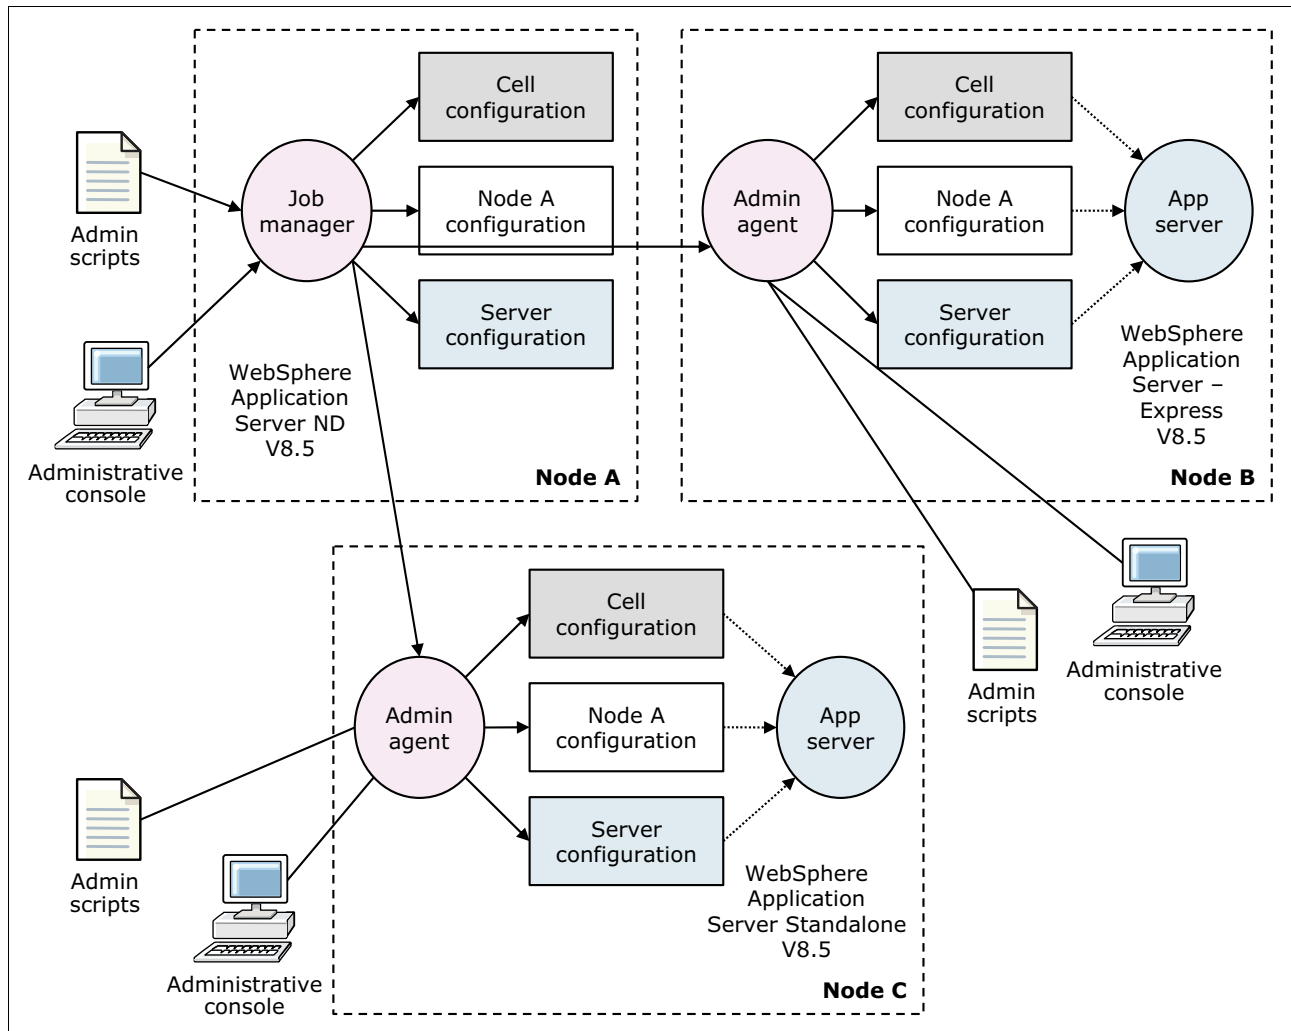 Cell
configuration
Job
manager
Node A
configuration
Server
configuration
Admin
scripts
Administrative
console
WebSphere
Application
Server ND
V8.5
Node A
Cell
configuration
Admin
agent
Node A
configuration
App
server
Server
configuration
WebSphere
Application
Server –
Express
V8.5
Node B
Admin
scripts
Administrative
console
Cell
configuration
Admin
agent
Node A
configuration
App
server
Server
configuration
Admin
scripts
Administrative
console
WebSphere
Application
Server Standalone
V8.5
Node C